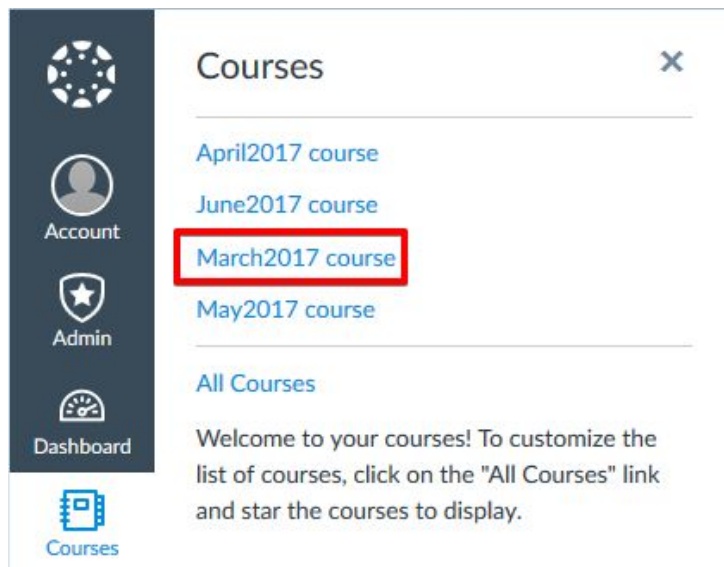 Account
Admin
Dashboard
Courses
Courses
April2017 course
June2017 course
March2017 course
May2017 course
All Courses
Welcome to your courses! To customize the
list of courses, click on the "All Courses" link
and star the courses to display.